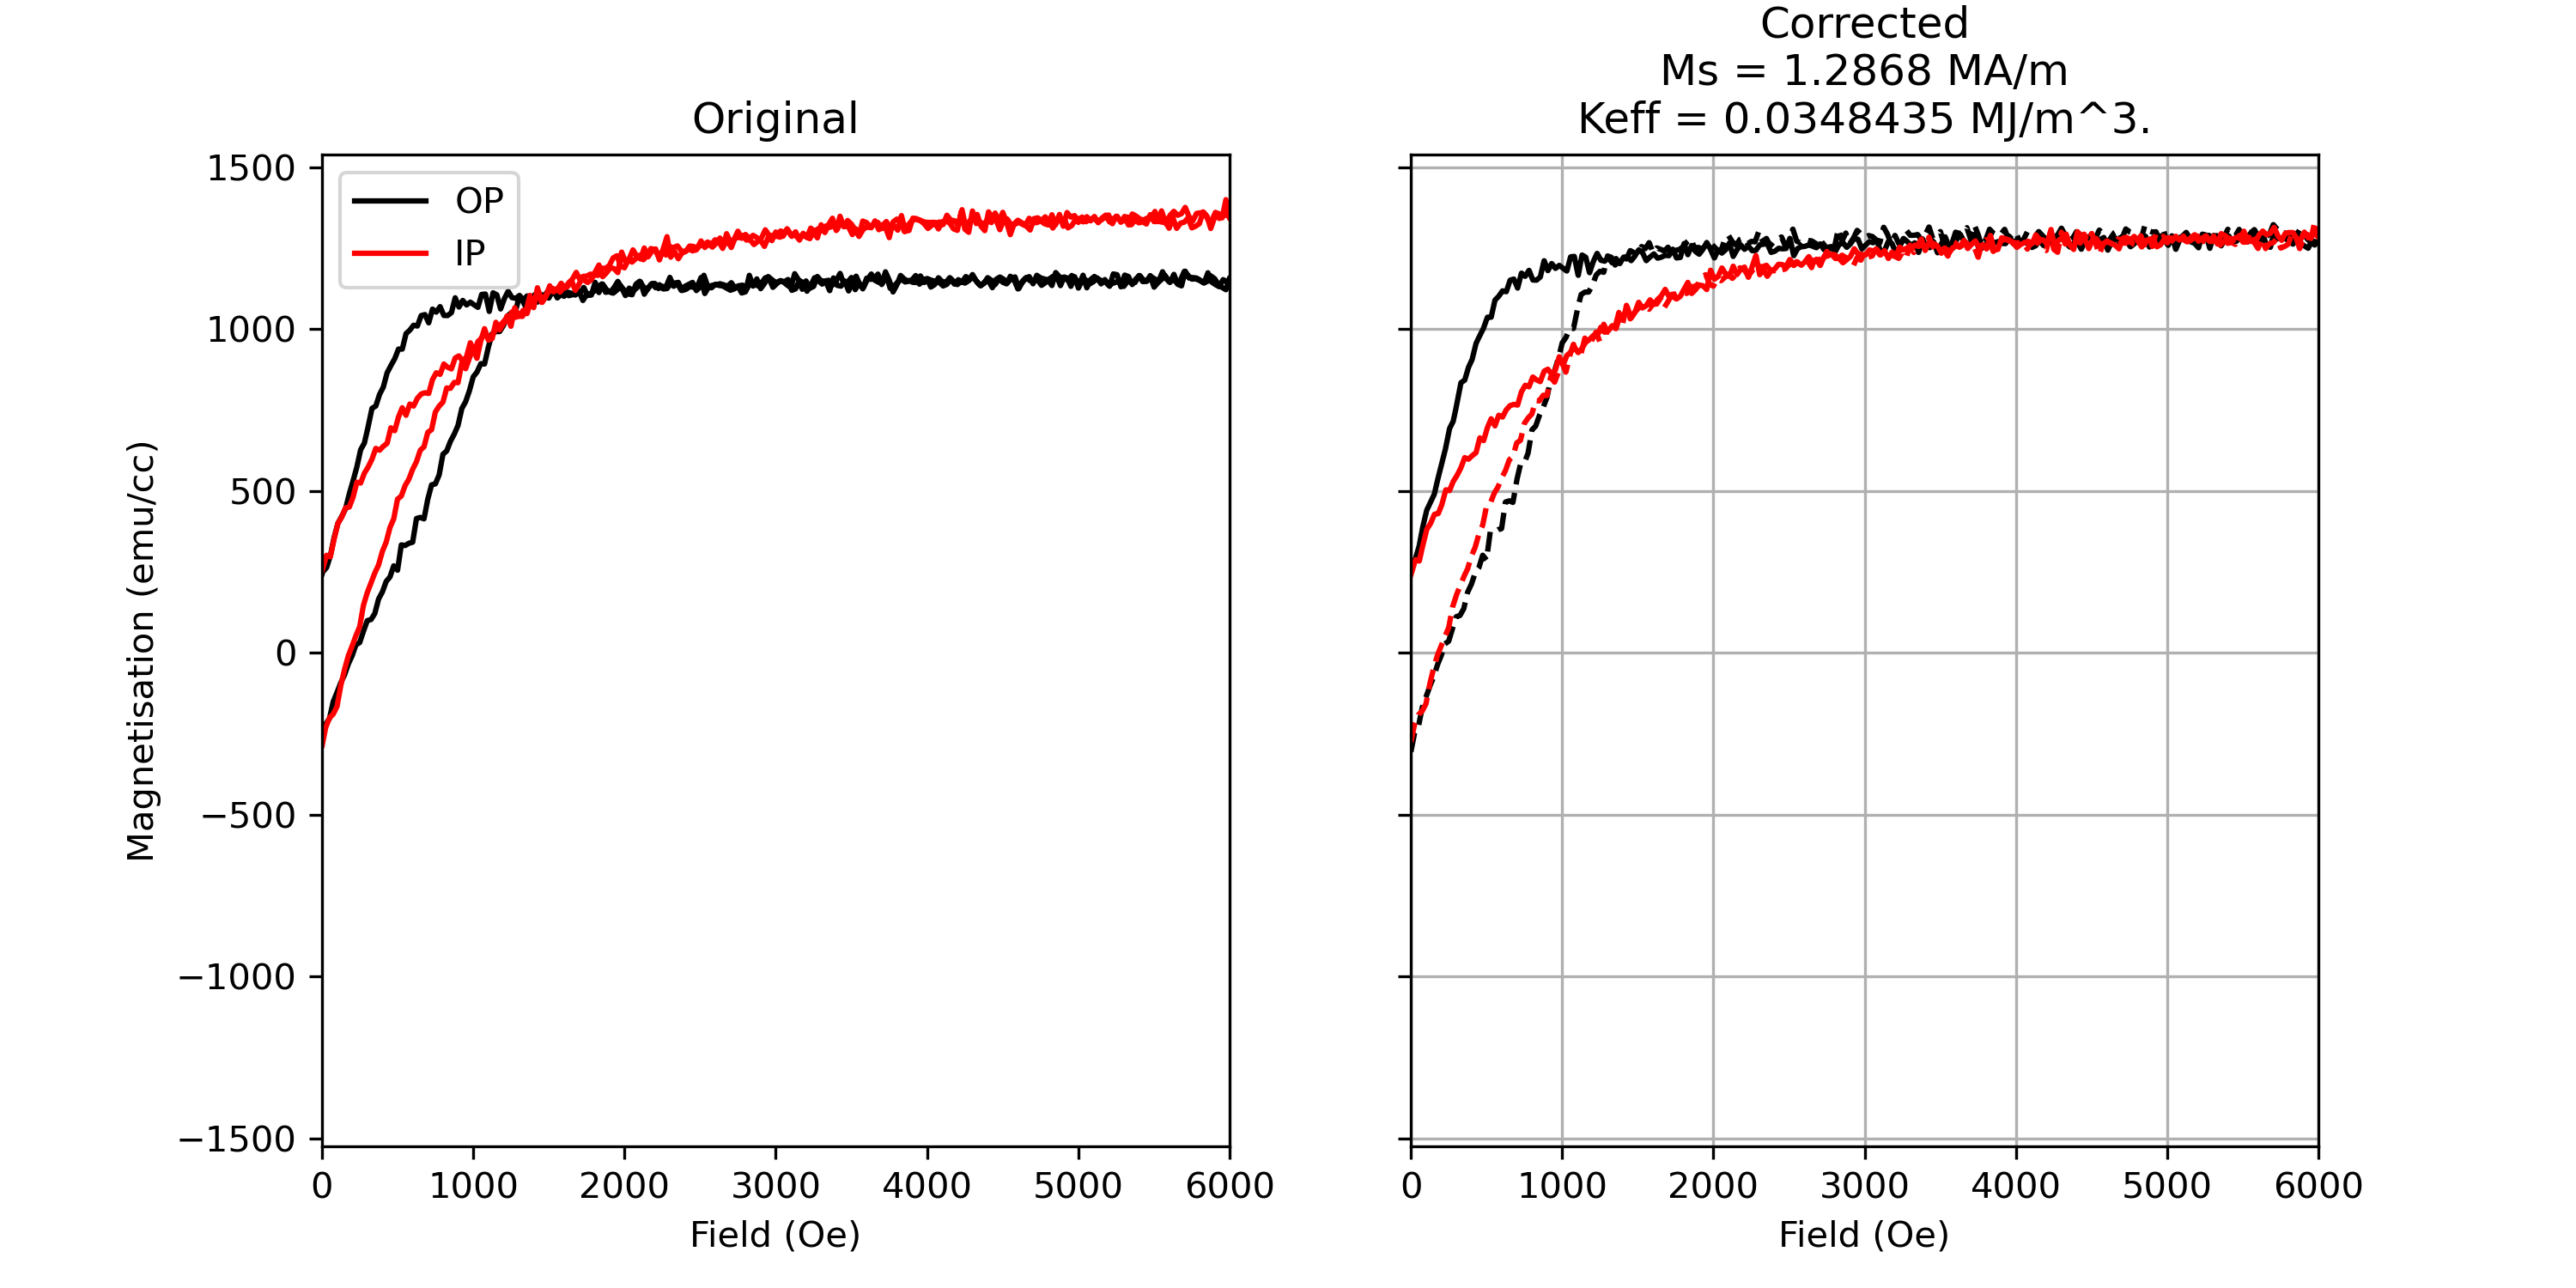 Original
OP
IP
1500
1000
500
0
−500
−1000
−1500
Magnetisation (emu/cc)
0 1000 2000 3000 4000 5000 6000
Field (Oe)
Corrected
Ms = 1.2868 MA/m
Keff = 0.0348435 MJ/m^3.
0 1000 2000 3000 4000 5000 6000
Field (Oe)